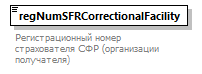 regNumSFRCorrectionalFacility
Регистрационный номер
страхователя СФР (организации
получателя)